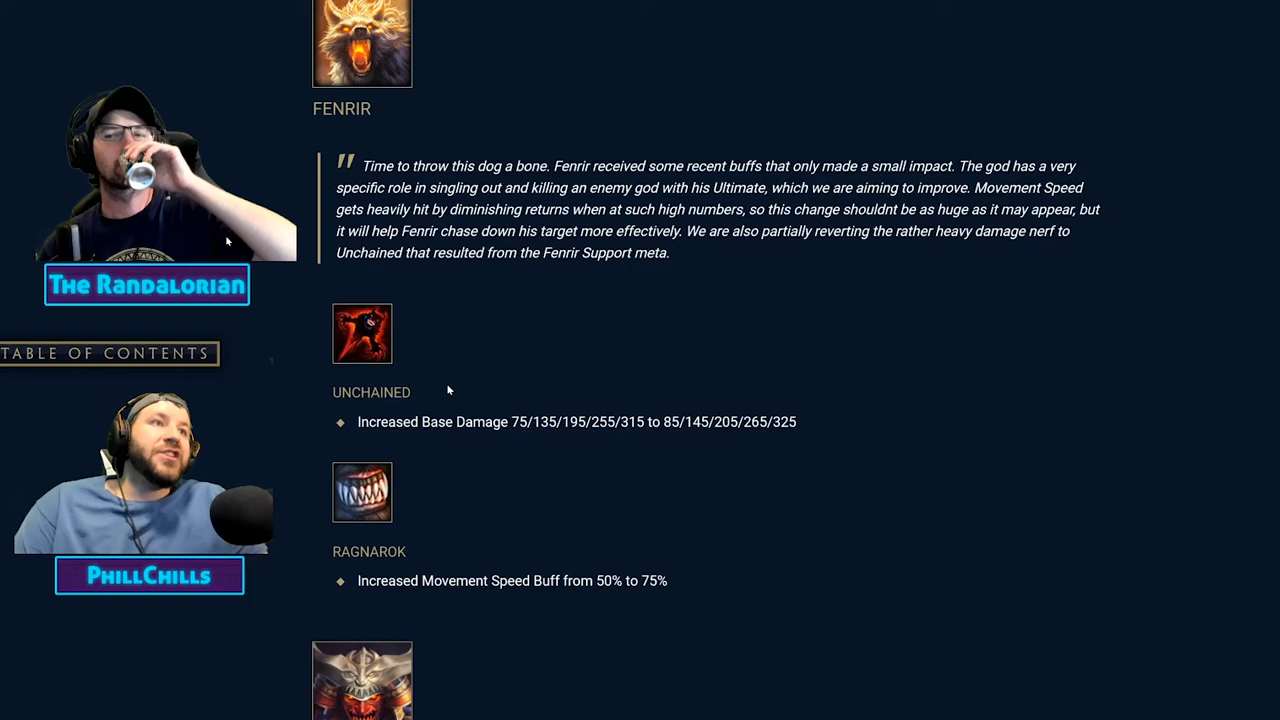 FENRIR
" Time to throw this dog a bone. Fenrir received some recent buffs that only made a small impact. The god has a very
specific role in singling out and killing an enemy god with his Ultimate, which we are aiming to improve. Movement Speed
gets heavily hit by diminishing returns when at such high numbers, so this change shouldnt be as huge as it may appear, but
it will help Fenrir chase down his target more effectively. We are also partially reverting the rather heavy damage nerf to
Unchained that resulted from the Fenrir Support meta.
The Randalorian
TABLE OF CONTENTS
UNCHAINED
Increased Base Damage 75/135/195/255/315 to 85/145/205/265/325
PhillChills
RAGNAROK
Increased Movement Speed Buff from 50% to 75%